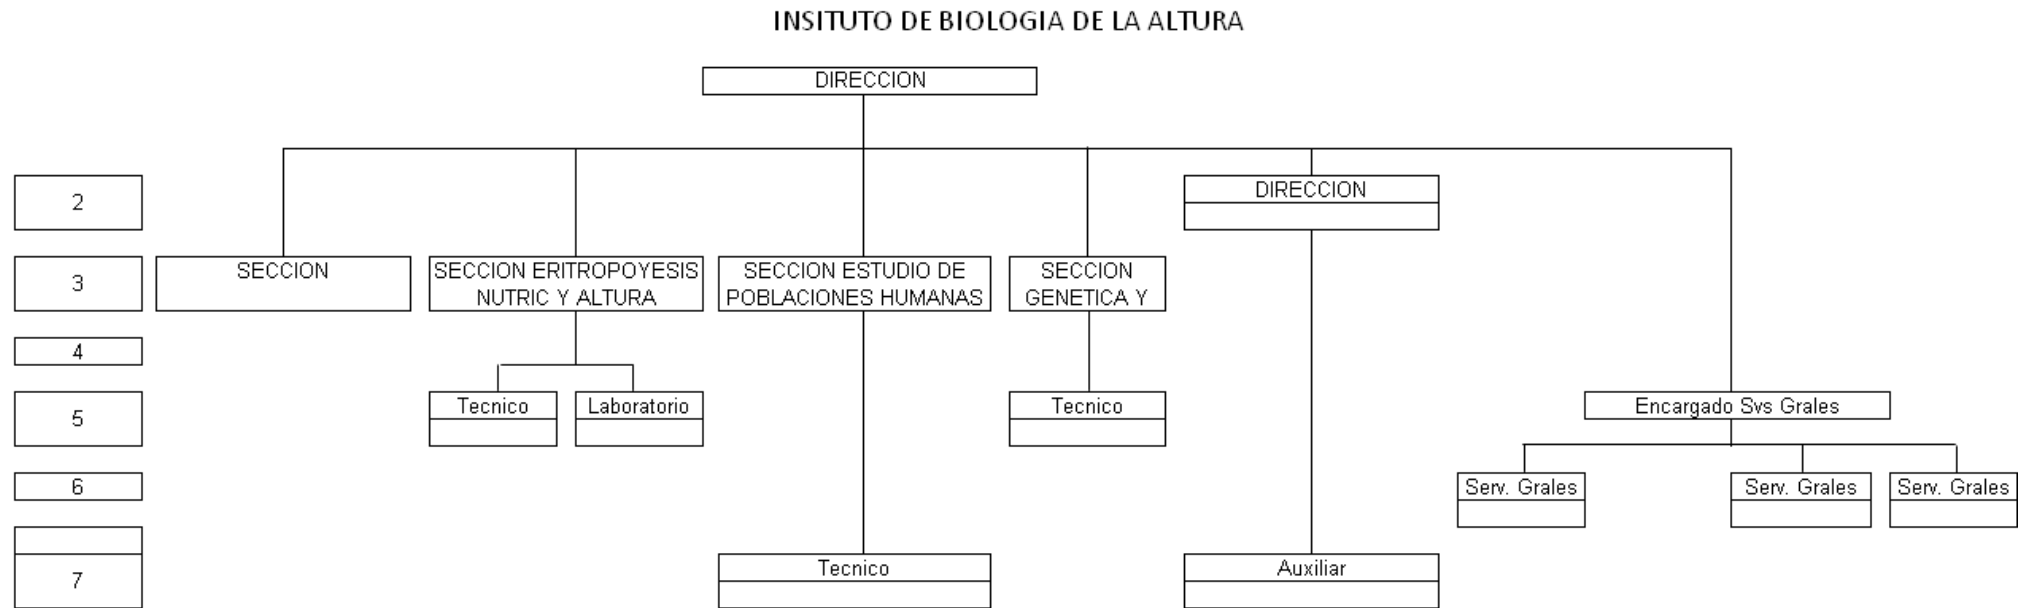 INSITUTO DE BIOLOGIA DE LA ALTURA
DIRECCION
2
DIRECCION
3
SECCION
SECCION ERITROPOYESIS
NUTRIC Y ALTURA
SECCION ESTUDIO DE
POBLACIONES HUMANAS
SECCION
GENETICA Y
4
5
Tecnico
Laboratorio
Tecnico
Encargado Svs Grales
6
Serv. Grales
Serv. Grales
Serv. Grales
7
Tecnico
Auxiliar